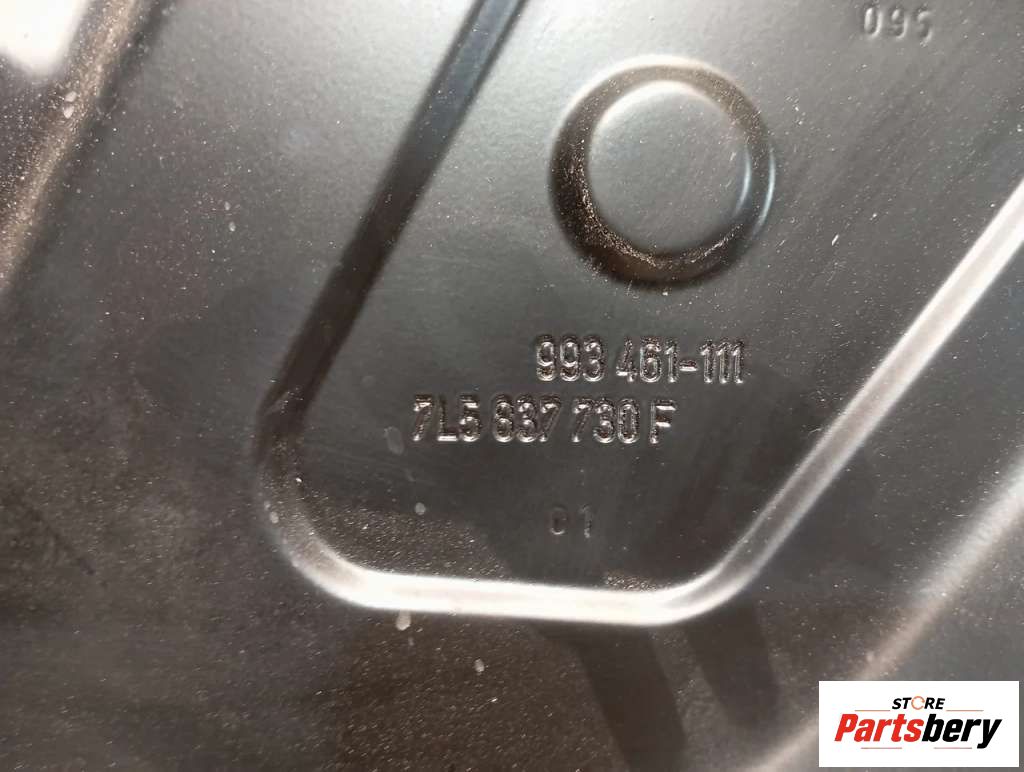 095
993 461-111
7L5 837 730 F
01
STORE
Partsbery